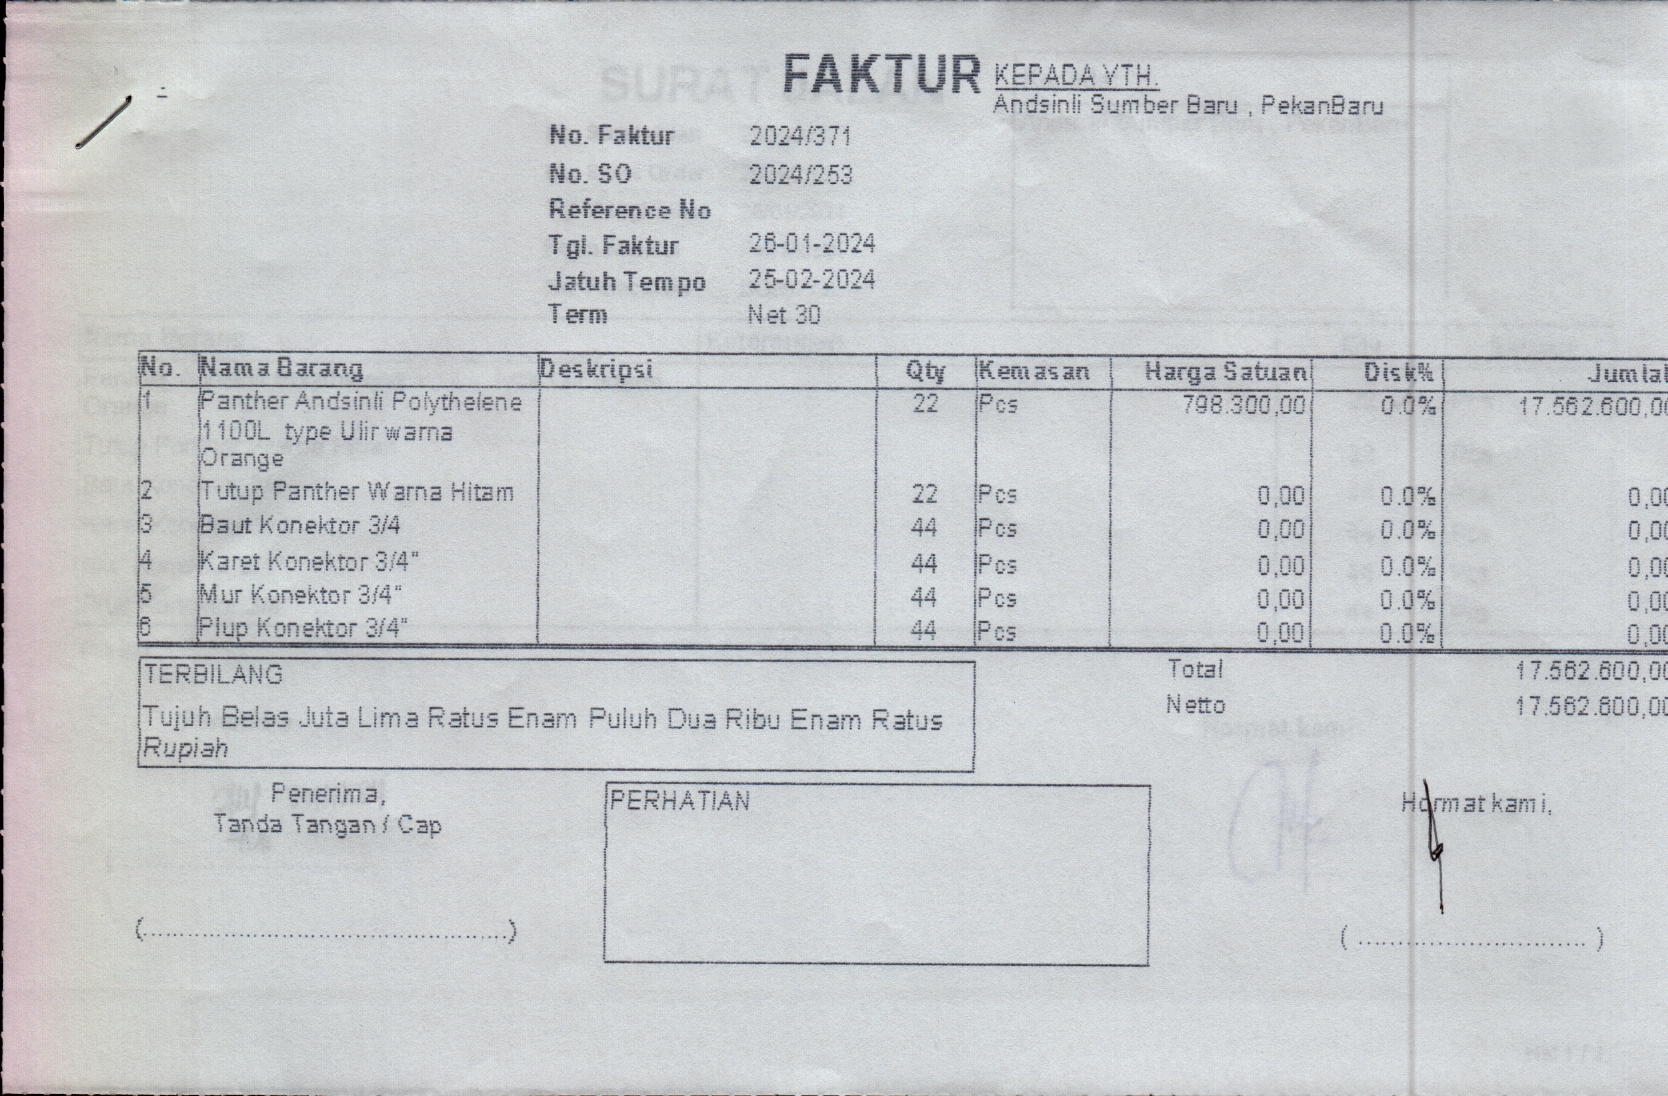 FAKTUR
KEPADA YTH.
Andsinli Sumber Baru , PekanBaru
No. Faktur 2024/371
No. SO 2024/253
Reference No
Tgl. Faktur 26-01-2024
Jatuh Tempo 25-02-2024
Term Net 30
No. Nama Barang Deskripsi Qty Kemasan Harga Satuan Disk% Jumlal
1 Panther Andsinli Polythelene 22 Pcs 798.300,00 0.0% 17.562.600,00
1100L type Ulir warna
Orange
2 Tutup Panther Warna Hitam 22 Pcs 0,00 0.0% 0,00
3 Baut Konektor 3/4 44 Pcs 0,00 0.0% 0,00
4 Karet Konektor 3/4" 44 Pcs 0,00 0.0% 0,00
5 Mur Konektor 3/4" 44 Pcs 0,00 0.0% 0,00
6 Plup Konektor 3/4" 44 Pcs 0,00 0.0% 0,00
TERBILANG
Tujuh Belas Juta Lima Ratus Enam Puluh Dua Ribu Enam Ratus
Rupiah
Total 17.562.600,00
Netto 17.562.600,00
Penerima,
Tanda Tangan / Cap
PERHATIAN
Hormat kami,
(................................................)
( ............................. )
SURAT JALAN
Hormat kami